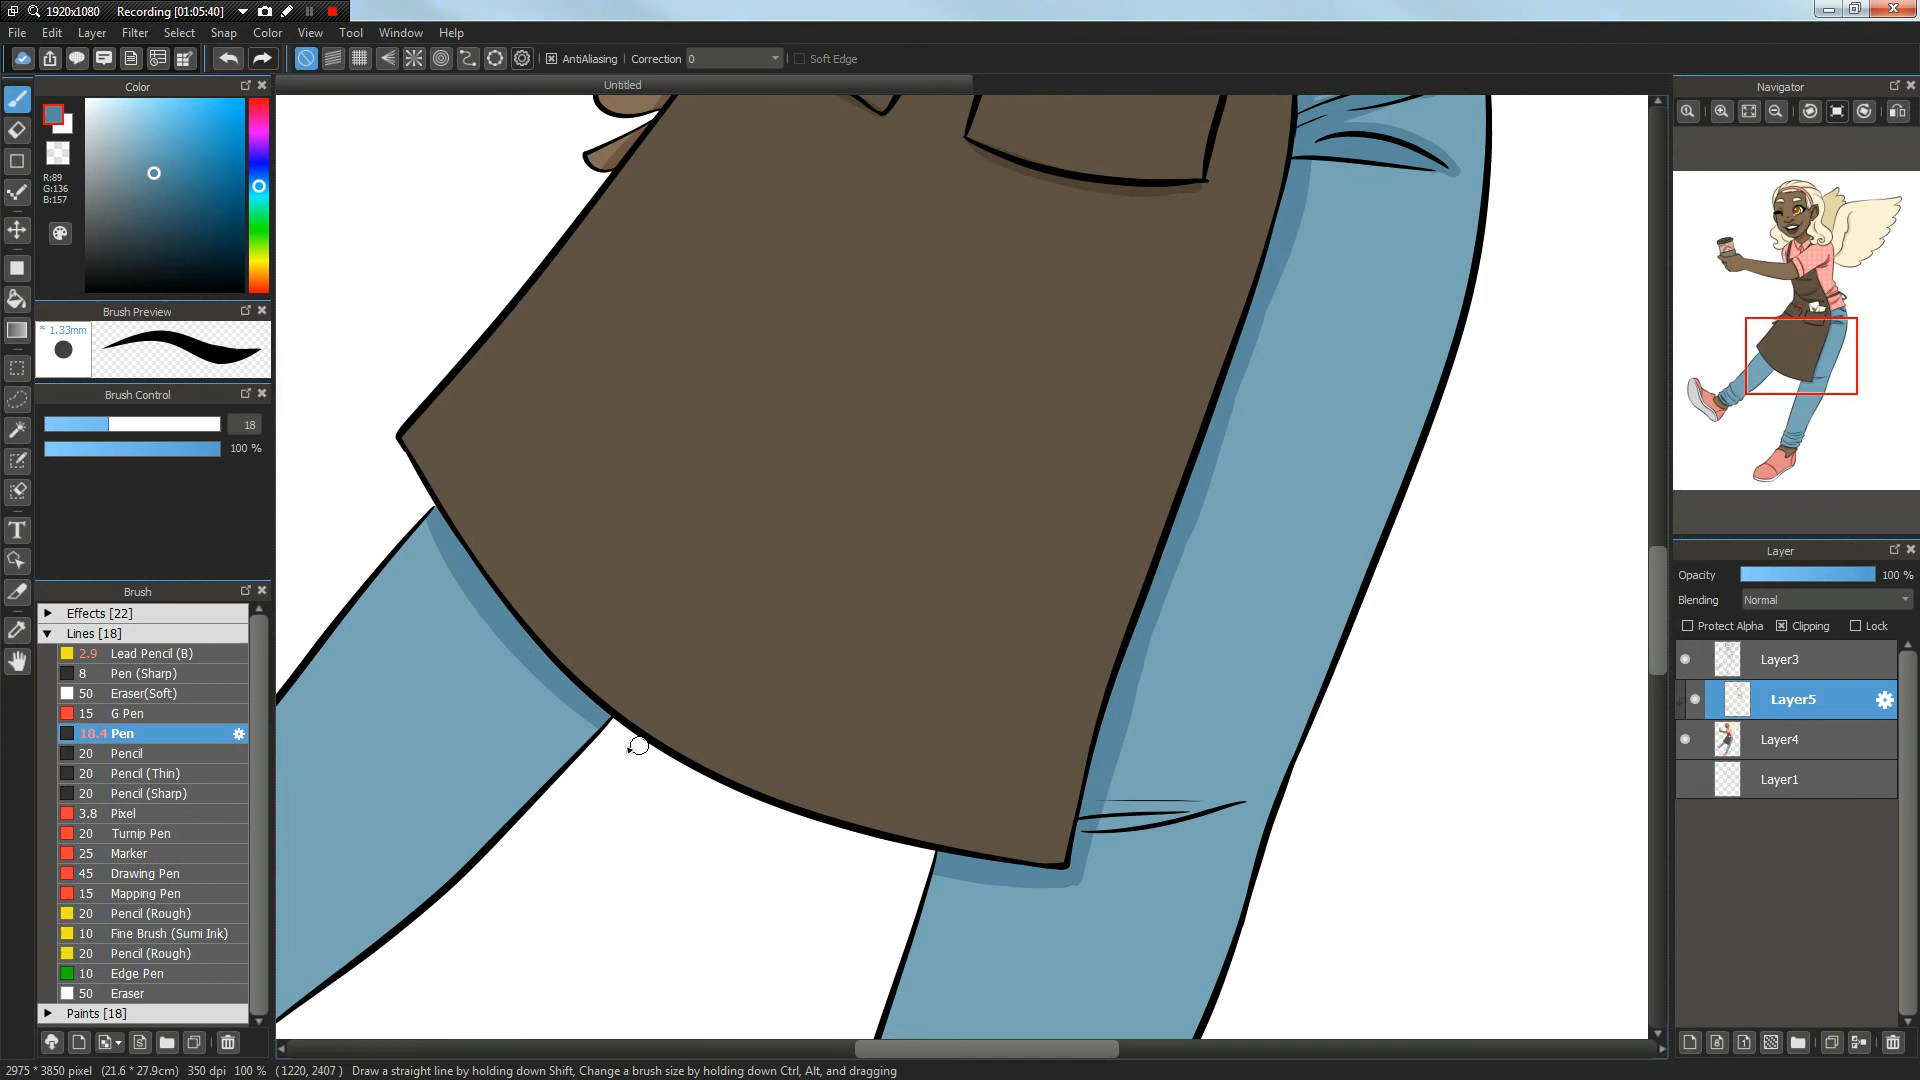 1920x1080 Recording [01:05:40]
File Edit Layer Filter Select Snap Color View Tool Window Help
AntiAliasing Correction 0 Soft Edge
Color Untitled Navigator
R:89
G:136
B:157
Brush Preview
* 1.33mm
Brush Control
18
100 %
Brush
Effects [22]
Lines [18]
2.9 Lead Pencil (B)
8 Pen (Sharp)
50 Eraser(Soft)
15 G Pen
18.4 Pen
20 Pencil
20 Pencil (Thin)
20 Pencil (Sharp)
3.8 Pixel
20 Turnip Pen
25 Marker
45 Drawing Pen
15 Mapping Pen
20 Pencil (Rough)
10 Fine Brush (Sumi Ink)
20 Pencil (Rough)
10 Edge Pen
50 Eraser
Paints [18]
Layer
Opacity 100 %
Blending Normal
Protect Alpha Clipping Lock
Layer3
Layer5
Layer4
Layer1
2975 * 3850 pixel (21.6 * 27.9cm) 350 dpi 100 % ( 1220, 2407 ) Draw a straight line by holding down Shift, Change a brush size by holding down Ctrl, Alt, and dragging